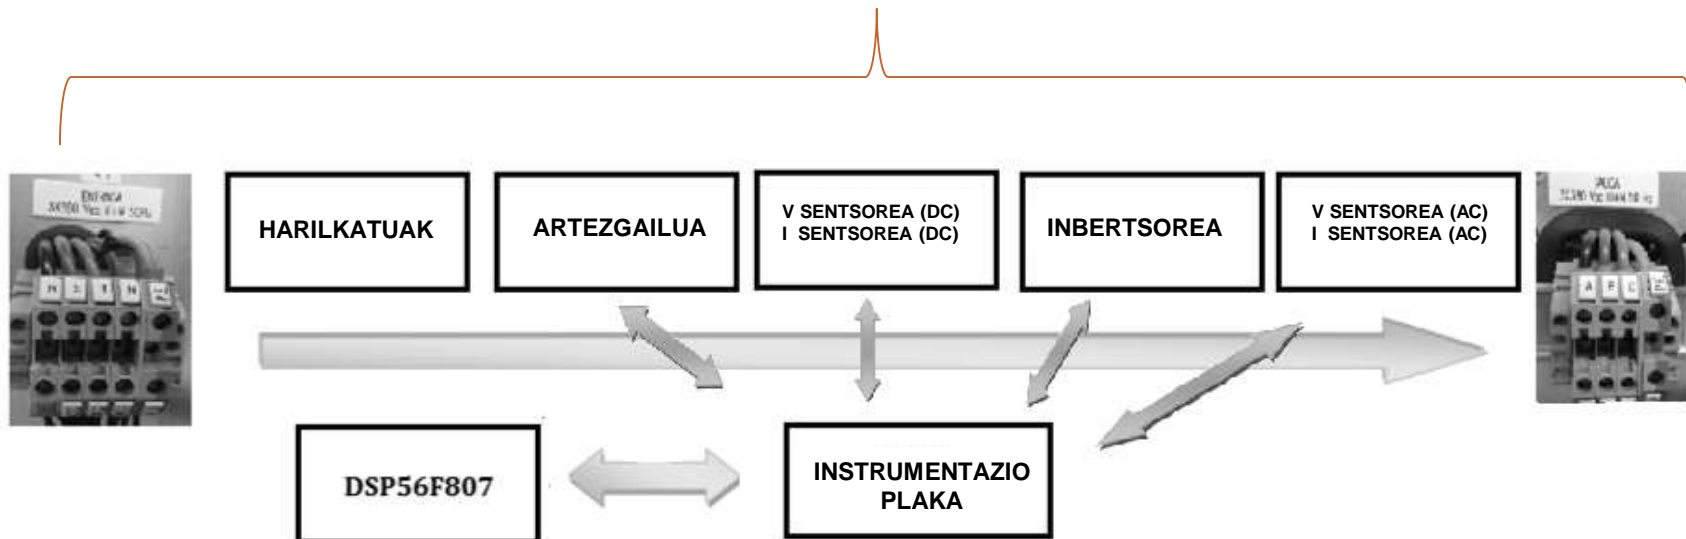 HARILKATUAK
ARTEZGAILUA
V SENTSOREA (DC)
I SENTSOREA (DC)
INBERTSOREA
V SENTSOREA (AC)
I SENTSOREA (AC)
DSP56F807
INSTRUMENTAZIO
PLAKA